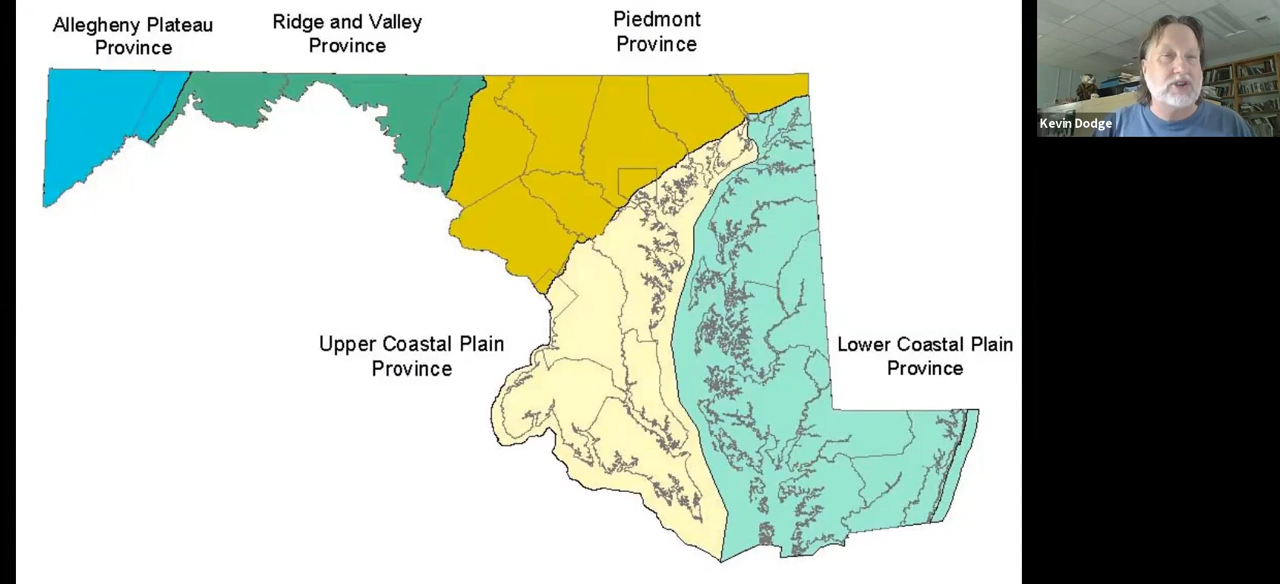 Allegheny Plateau
Province
Ridge and Valley
Province
Piedmont
Province
Kevin Dodge
Upper Coastal Plain
Province
Lower Coastal Plain
Province